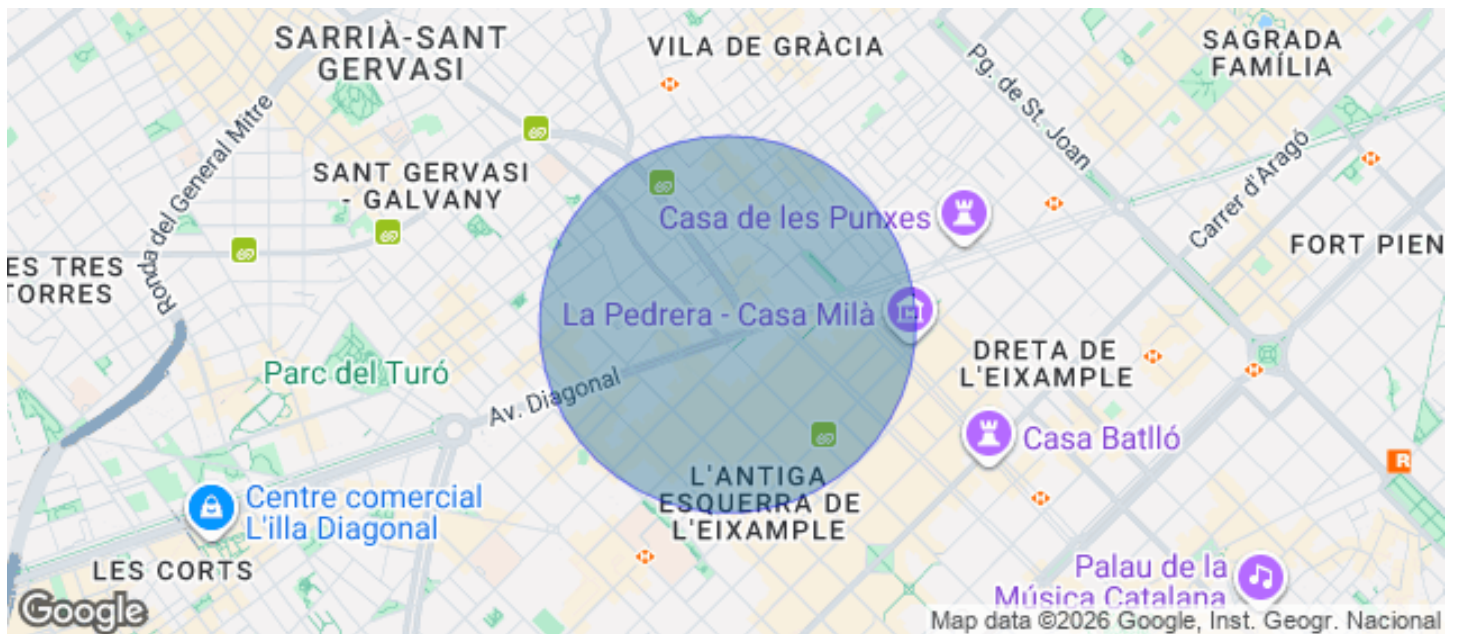 SARRIÀ-SANT
GERVASI
VILA DE GRÀCIA
SAGRADA
FAMÍLIA
Pg. de St. Joan
Ronda del General Mitre
Carrer d'Aragó
SANT GERVASI
- GALVANY
Casa de les Punxes
FORT PIEN
ES TRES
TORRES
La Pedrera - Casa Milà
DRETA DE
L'EIXAMPLE
Parc del Turó
Av. Diagonal
Casa Batlló
L'ANTIGA
ESQUERRA DE
L'EIXAMPLE
R
Centre comercial
L'illa Diagonal
LES CORTS
Palau de la
Música Catalana
Google
Map data ©2026 Google, Inst. Geogr. Nacional